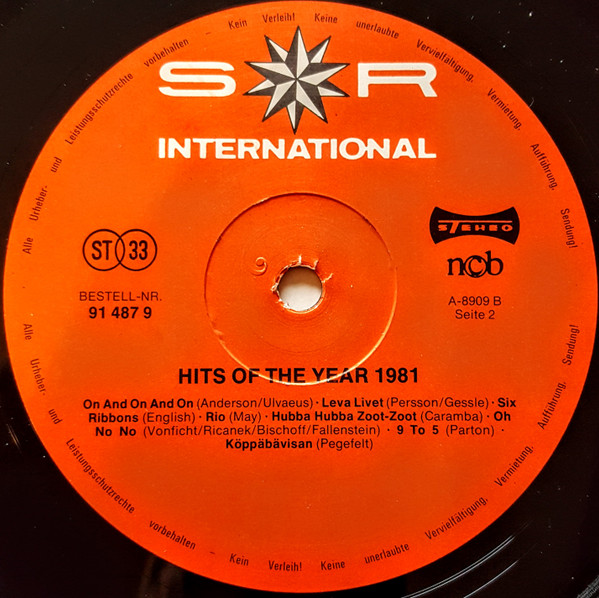 Alle Urheber- und Leistungsschutzrechte vorbehalten Kein Verleih! Keine unerlaubte Vervielfältigung, Vermietung, Aufführung, Sendung!
S R
INTERNATIONAL
STEREO
ST 33
ncb
BESTELL-NR.
91 487 9
A-8909 B
Seite 2
9
HITS OF THE YEAR 1981
On And On And On (Anderson/Ulvaeus) · Leva Livet (Persson/Gessle) · Six
Ribbons (English) · Rio (May) · Hubba Hubba Zoot-Zoot (Caramba) · Oh
No No (Vonficht/Ricanek/Bischoff/Fallenstein) · 9 To 5 (Parton) ·
Köppäbävisan (Pegefelt)
Alle Urheber- und Leistungsschutzrechte vorbehalten Kein Verleih! Keine unerlaubte Vervielfältigung, Vermietung, Aufführung, Sendung!